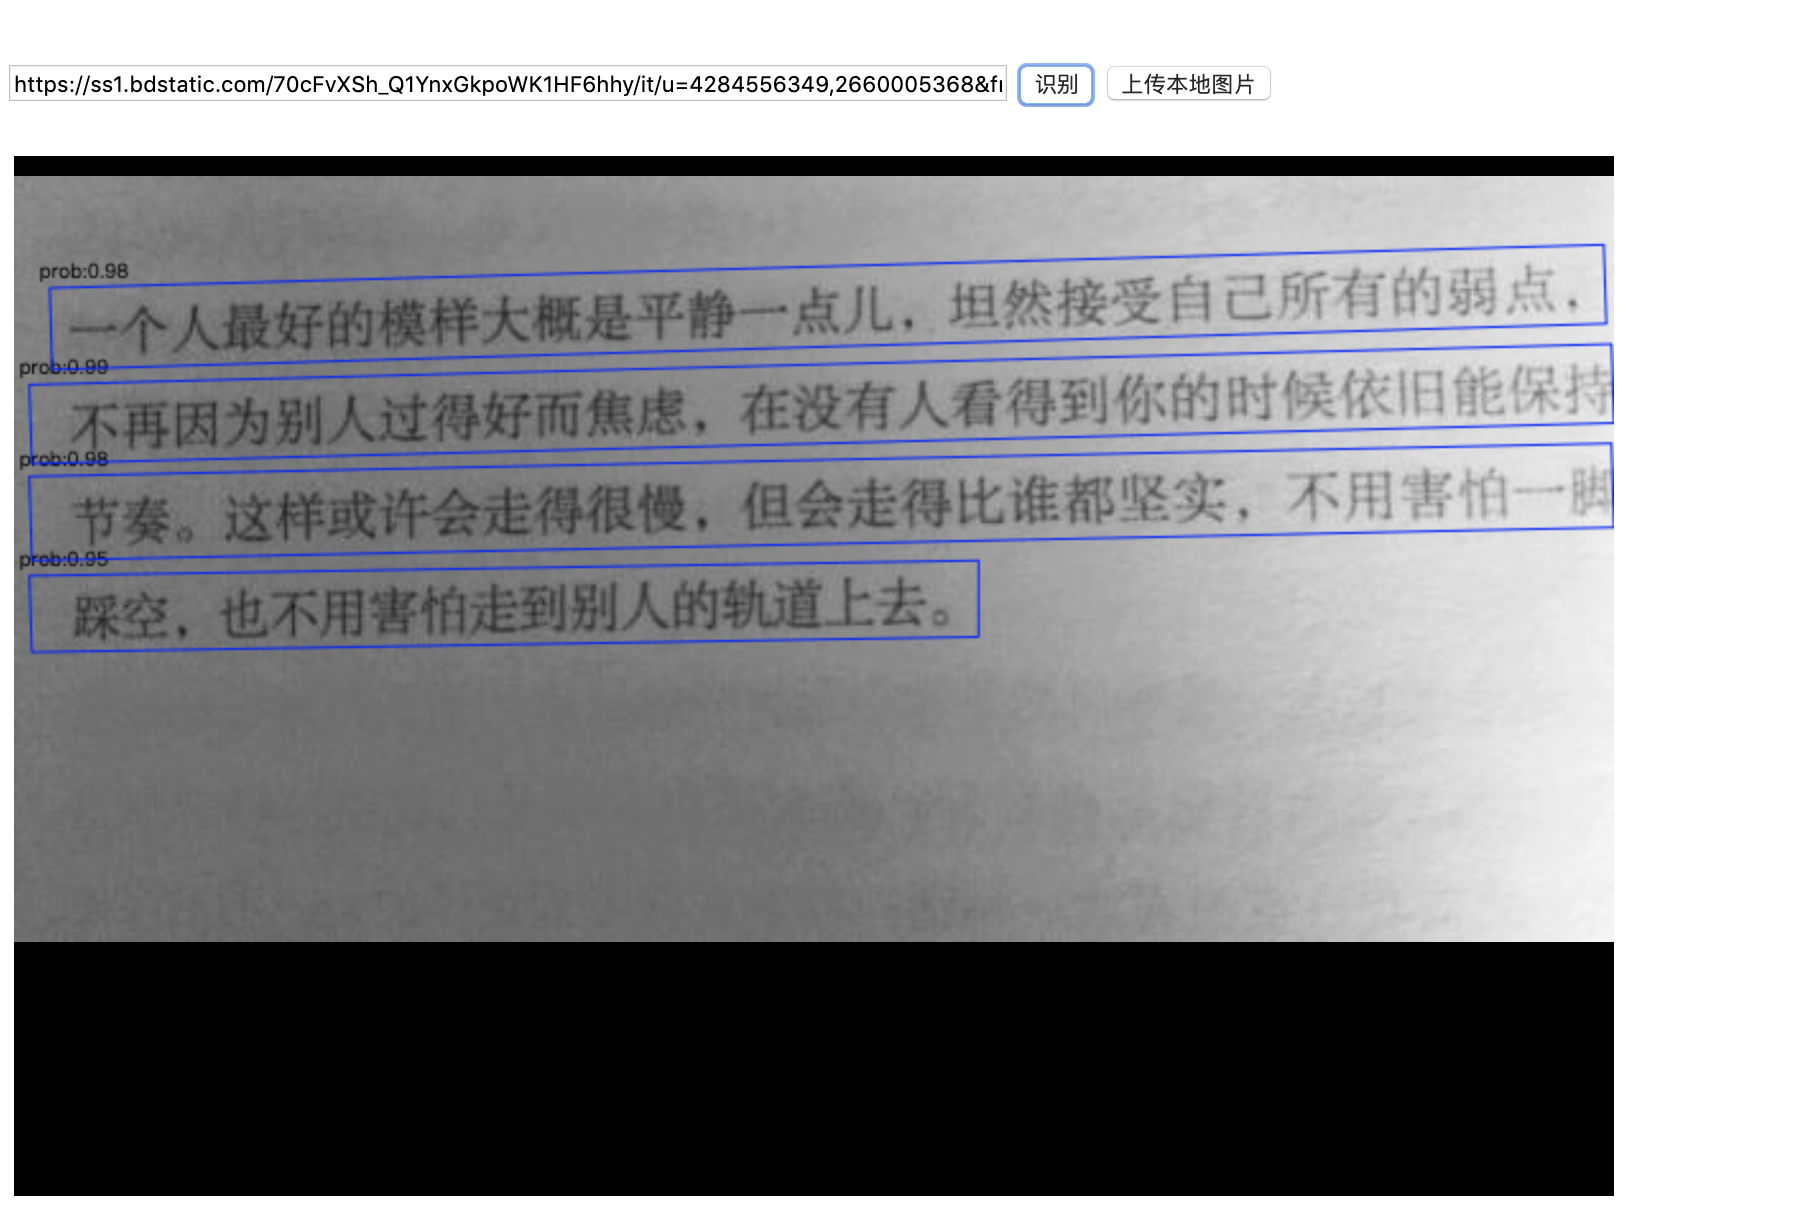 https://ss1.bdstatic.com/70cFvXSh_Q1YnxGkpoWK1HF6hhy/it/u=4284556349,2660005368&f 识别 上传本地图片
prob:0.98
一个人最好的模样大概是平静一点儿，坦然接受自己所有的弱点，
prob:0.99
不再因为别人过得好而焦虑，在没有人看得到你的时候依旧能保持
prob:0.98
节奏。这样或许会走得很慢，但会走得比谁都坚实，不用害怕一脚
prob:0.95
踩空，也不用害怕走到别人的轨道上去。